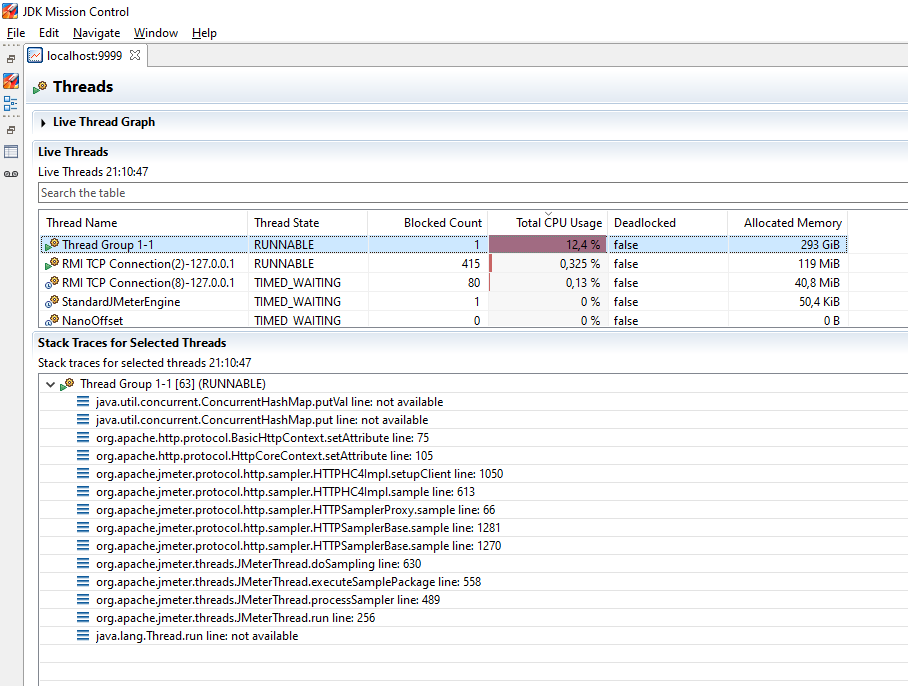 JDK Mission Control
File Edit Navigate Window Help
localhost:9999
Threads
Live Thread Graph
Live Threads
Live Threads 21:10:47
Search the table
Thread Name Thread State Blocked Count Total CPU Usage Deadlocked Allocated Memory
Thread Group 1-1 RUNNABLE 1 12,4 % false 293 GiB
RMI TCP Connection(2)-127.0.0.1 RUNNABLE 415 0,325 % false 119 MiB
RMI TCP Connection(8)-127.0.0.1 TIMED_WAITING 80 0,13 % false 40,8 MiB
StandardJMeterEngine TIMED_WAITING 1 0 % false 50,4 KiB
NanoOffset TIMED_WAITING 0 0 % false 0 B
Stack Traces for Selected Threads
Stack traces for selected threads 21:10:47
Thread Group 1-1 [63] (RUNNABLE)
java.util.concurrent.ConcurrentHashMap.putVal line: not available
java.util.concurrent.ConcurrentHashMap.put line: not available
org.apache.http.protocol.BasicHttpContext.setAttribute line: 75
org.apache.http.protocol.HttpCoreContext.setAttribute line: 105
org.apache.jmeter.protocol.http.sampler.HTTPHC4Impl.setupClient line: 1050
org.apache.jmeter.protocol.http.sampler.HTTPHC4Impl.sample line: 613
org.apache.jmeter.protocol.http.sampler.HTTPSamplerProxy.sample line: 66
org.apache.jmeter.protocol.http.sampler.HTTPSamplerBase.sample line: 1281
org.apache.jmeter.protocol.http.sampler.HTTPSamplerBase.sample line: 1270
org.apache.jmeter.threads.JMeterThread.doSampling line: 630
org.apache.jmeter.threads.JMeterThread.executeSamplePackage line: 558
org.apache.jmeter.threads.JMeterThread.processSampler line: 489
org.apache.jmeter.threads.JMeterThread.run line: 256
java.lang.Thread.run line: not available